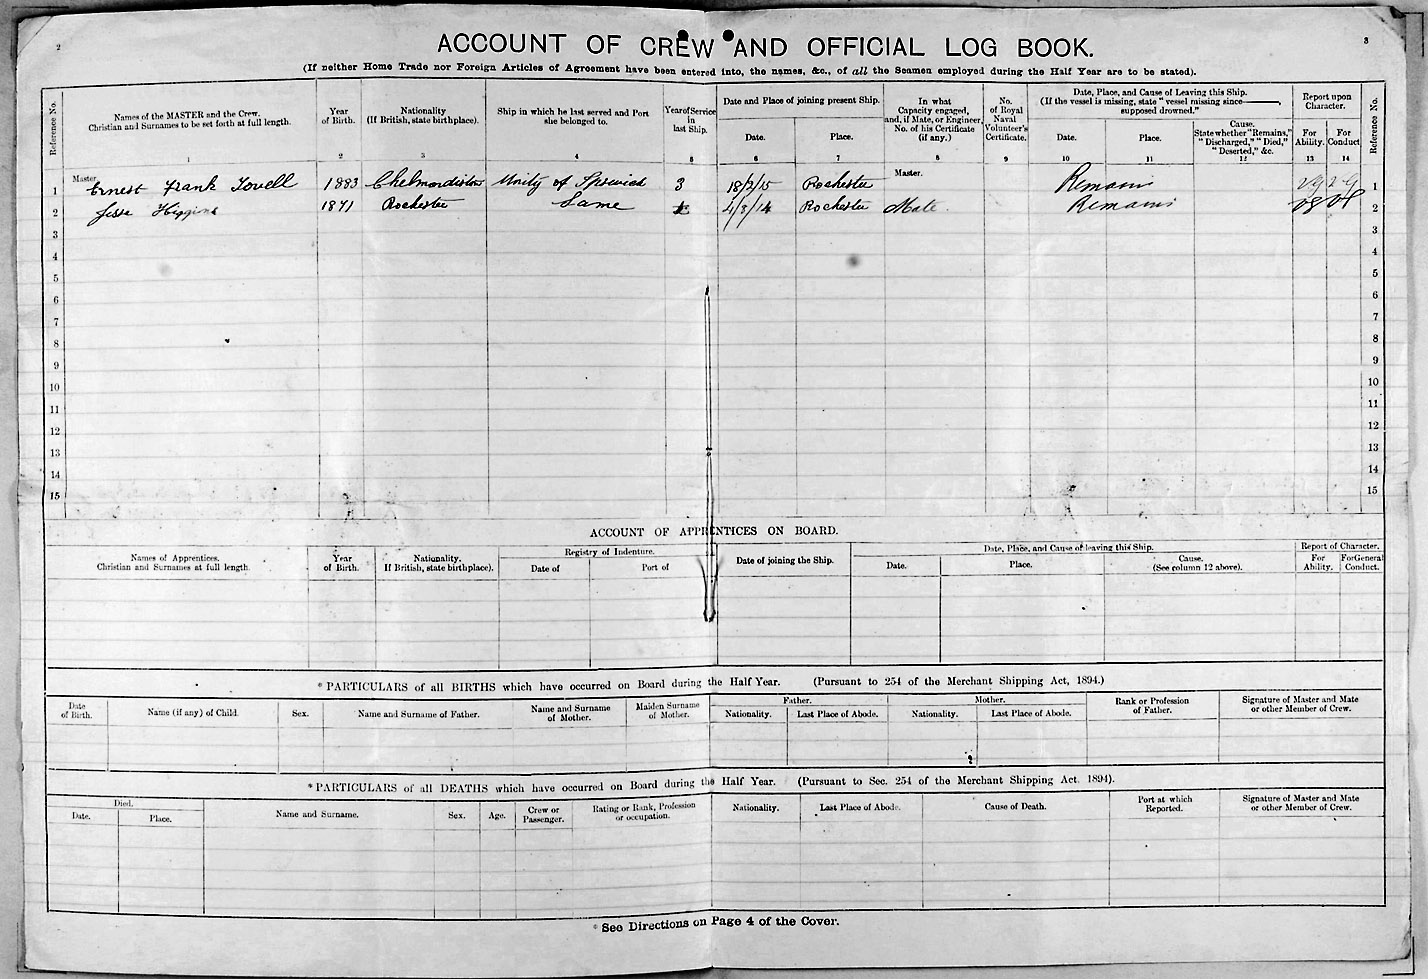 2
3
ACCOUNT OF CREW AND OFFICIAL LOG BOOK.
(If neither Home Trade nor Foreign Articles of Agreement have been entered into, the names, &c., of all the Seamen employed during the Half Year are to be stated).
Reference No.
Names of the MASTER and the Crew.
Christian and Surnames to be set forth at full length.
1
Year
of Birth.
2
Nationality
(If British, state birthplace).
3
Ship in which he last served and Port
she belonged to.
4
Year of Service
in
last Ship.
5
Date and Place of joining present Ship.
Date.
6
Place.
7
In what
Capacity engaged,
and, if Mate, or Engineer,
No. of his Certificate
(if any.)
8
No.
of Royal
Naval
Volunteer's
Certificate.
9
Date, Place, and Cause of Leaving this Ship.
(If the vessel is missing, state "vessel missing since———,
supposed drowned."
Date.
10
Place.
11
Cause.
State whether "Remains,"
"Discharged," "Died,"
"Deserted," &c.
12
Report upon
Character.
For
Ability.
13
For
Conduct
14
Reference No.
1 Master Ernest Frank Tovell 1883 Chelmondiston Unity of Ipswich 3 18/2/15 Rochester Master. Remains 1
2 Jesse Higgins 1871 Rochester Same 4/3/14 Rochester Mate. Remains 2
3 3
4 4
5 5
6 6
7 7
8 8
9 9
10 10
11 11
12 12
13 13
14 14
15 15
ACCOUNT OF APPRENTICES ON BOARD.
Names of Apprentices.
Christian and Surnames at full length.
Year
of Birth.
Nationality.
If British, state birthplace).
Registry of Indenture.
Date of
Port of
Date of joining the Ship.
Date, Place, and Cause of leaving this Ship.
Date.
Place.
Cause.
(See column 12 above).
Report of Character.
For
Ability.
For General
Conduct.
*PARTICULARS of all BIRTHS which have occurred on Board during the Half Year. (Pursuant to 254 of the Merchant Shipping Act, 1894.)
Date
of Birth.
Name (if any) of Child.
Sex.
Name and Surname of Father.
Name and Surname
of Mother.
Maiden Surname
of Mother.
Father.
Nationality.
Last Place of Abode.
Mother.
Nationality.
Last Place of Abode.
Rank or Profession
of Father.
Signature of Master and Mate
or other Member of Crew.
*PARTICULARS of all DEATHS which have occurred on Board during the Half Year. (Pursuant to Sec. 254 of the Merchant Shipping Act. 1894).
Died.
Date.
Place.
Name and Surname.
Sex.
Age.
Crew or
Passenger.
Rating or Rank, Profession
or occupation.
Nationality.
Last Place of Abode.
Cause of Death.
Port at which
Reported.
Signature of Master and Mate
or other Member of Crew.
* See Directions on Page 4 of the Cover.